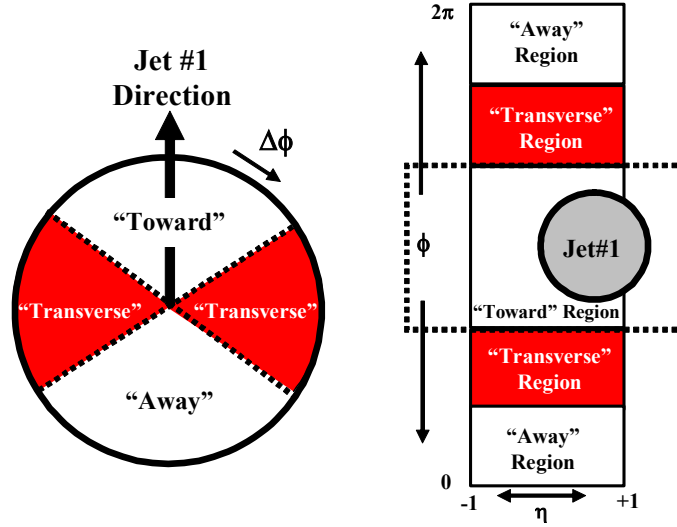 Jet #1
Direction
Δϕ
“Toward”
“Transverse”
“Transverse”
“Away”
2π
“Away”
Region
“Transverse”
Region
ϕ
Jet#1
“Toward” Region
“Transverse”
Region
“Away”
Region
0
-1
+1
η